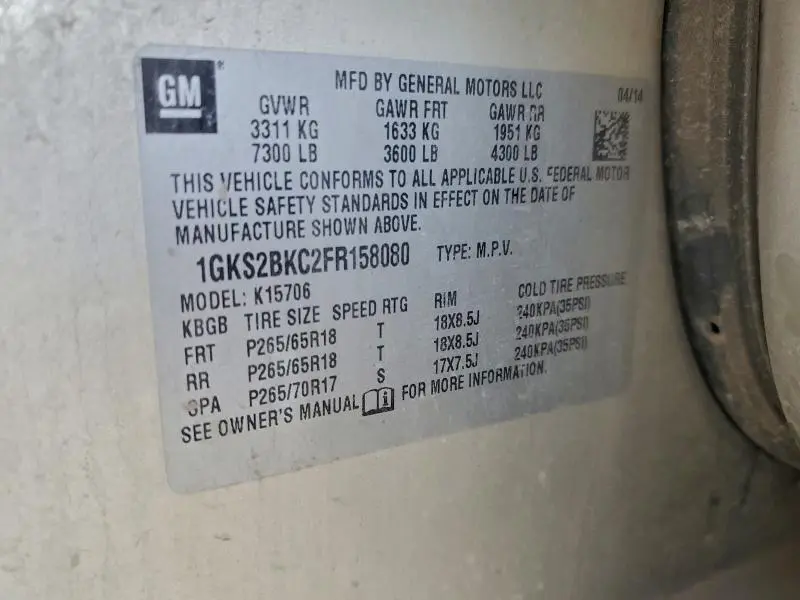 GM
MFD BY GENERAL MOTORS LLC
04/14
GVWR GAWR FRT GAWR RR
3311 KG 1633 KG 1951 KG
7300 LB 3600 LB 4300 LB
THIS VEHICLE CONFORMS TO ALL APPLICABLE U.S. FEDERAL MOTOR
VEHICLE SAFETY STANDARDS IN EFFECT ON THE DATE OF
MANUFACTURE SHOWN ABOVE.
1GKS2BKC2FR158080 TYPE: M.P.V.
MODEL: K15706
KBGB TIRE SIZE SPEED RTG RIM COLD TIRE PRESSURE
FRT P265/65R18 T 18X8.5J 240KPA(35PSI)
RR P265/65R18 T 18X8.5J 240KPA(35PSI)
SPA P265/70R17 S 17X7.5J 240KPA(35PSI)
SEE OWNER'S MANUAL FOR MORE INFORMATION.